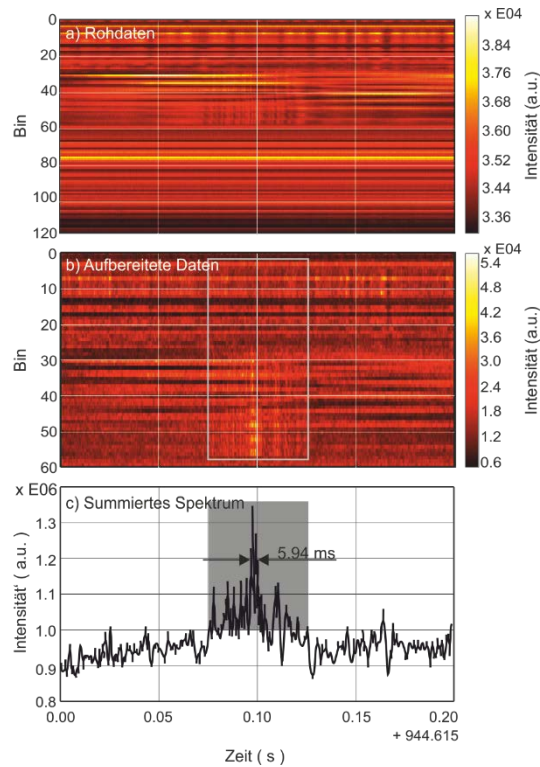 x E04
0
a) Rohdaten
20
40
60
80
100
120
Bin
3.84
3.76
3.68
3.60
3.52
3.44
3.36
Intensität (a.u.)
x E04
0
b) Aufbereitete Daten
10
20
30
40
50
60
Bin
5.4
4.8
4.2
3.6
3.0
2.4
1.8
1.2
0.6
Intensität (a.u.)
x E06
c) Summiertes Spektrum
1.3
1.2
1.1
1.0
0.9
0.8
Intensität' ( a.u.)
5.94 ms
0.00 0.05 0.10 0.15 0.20
+ 944.615
Zeit ( s )